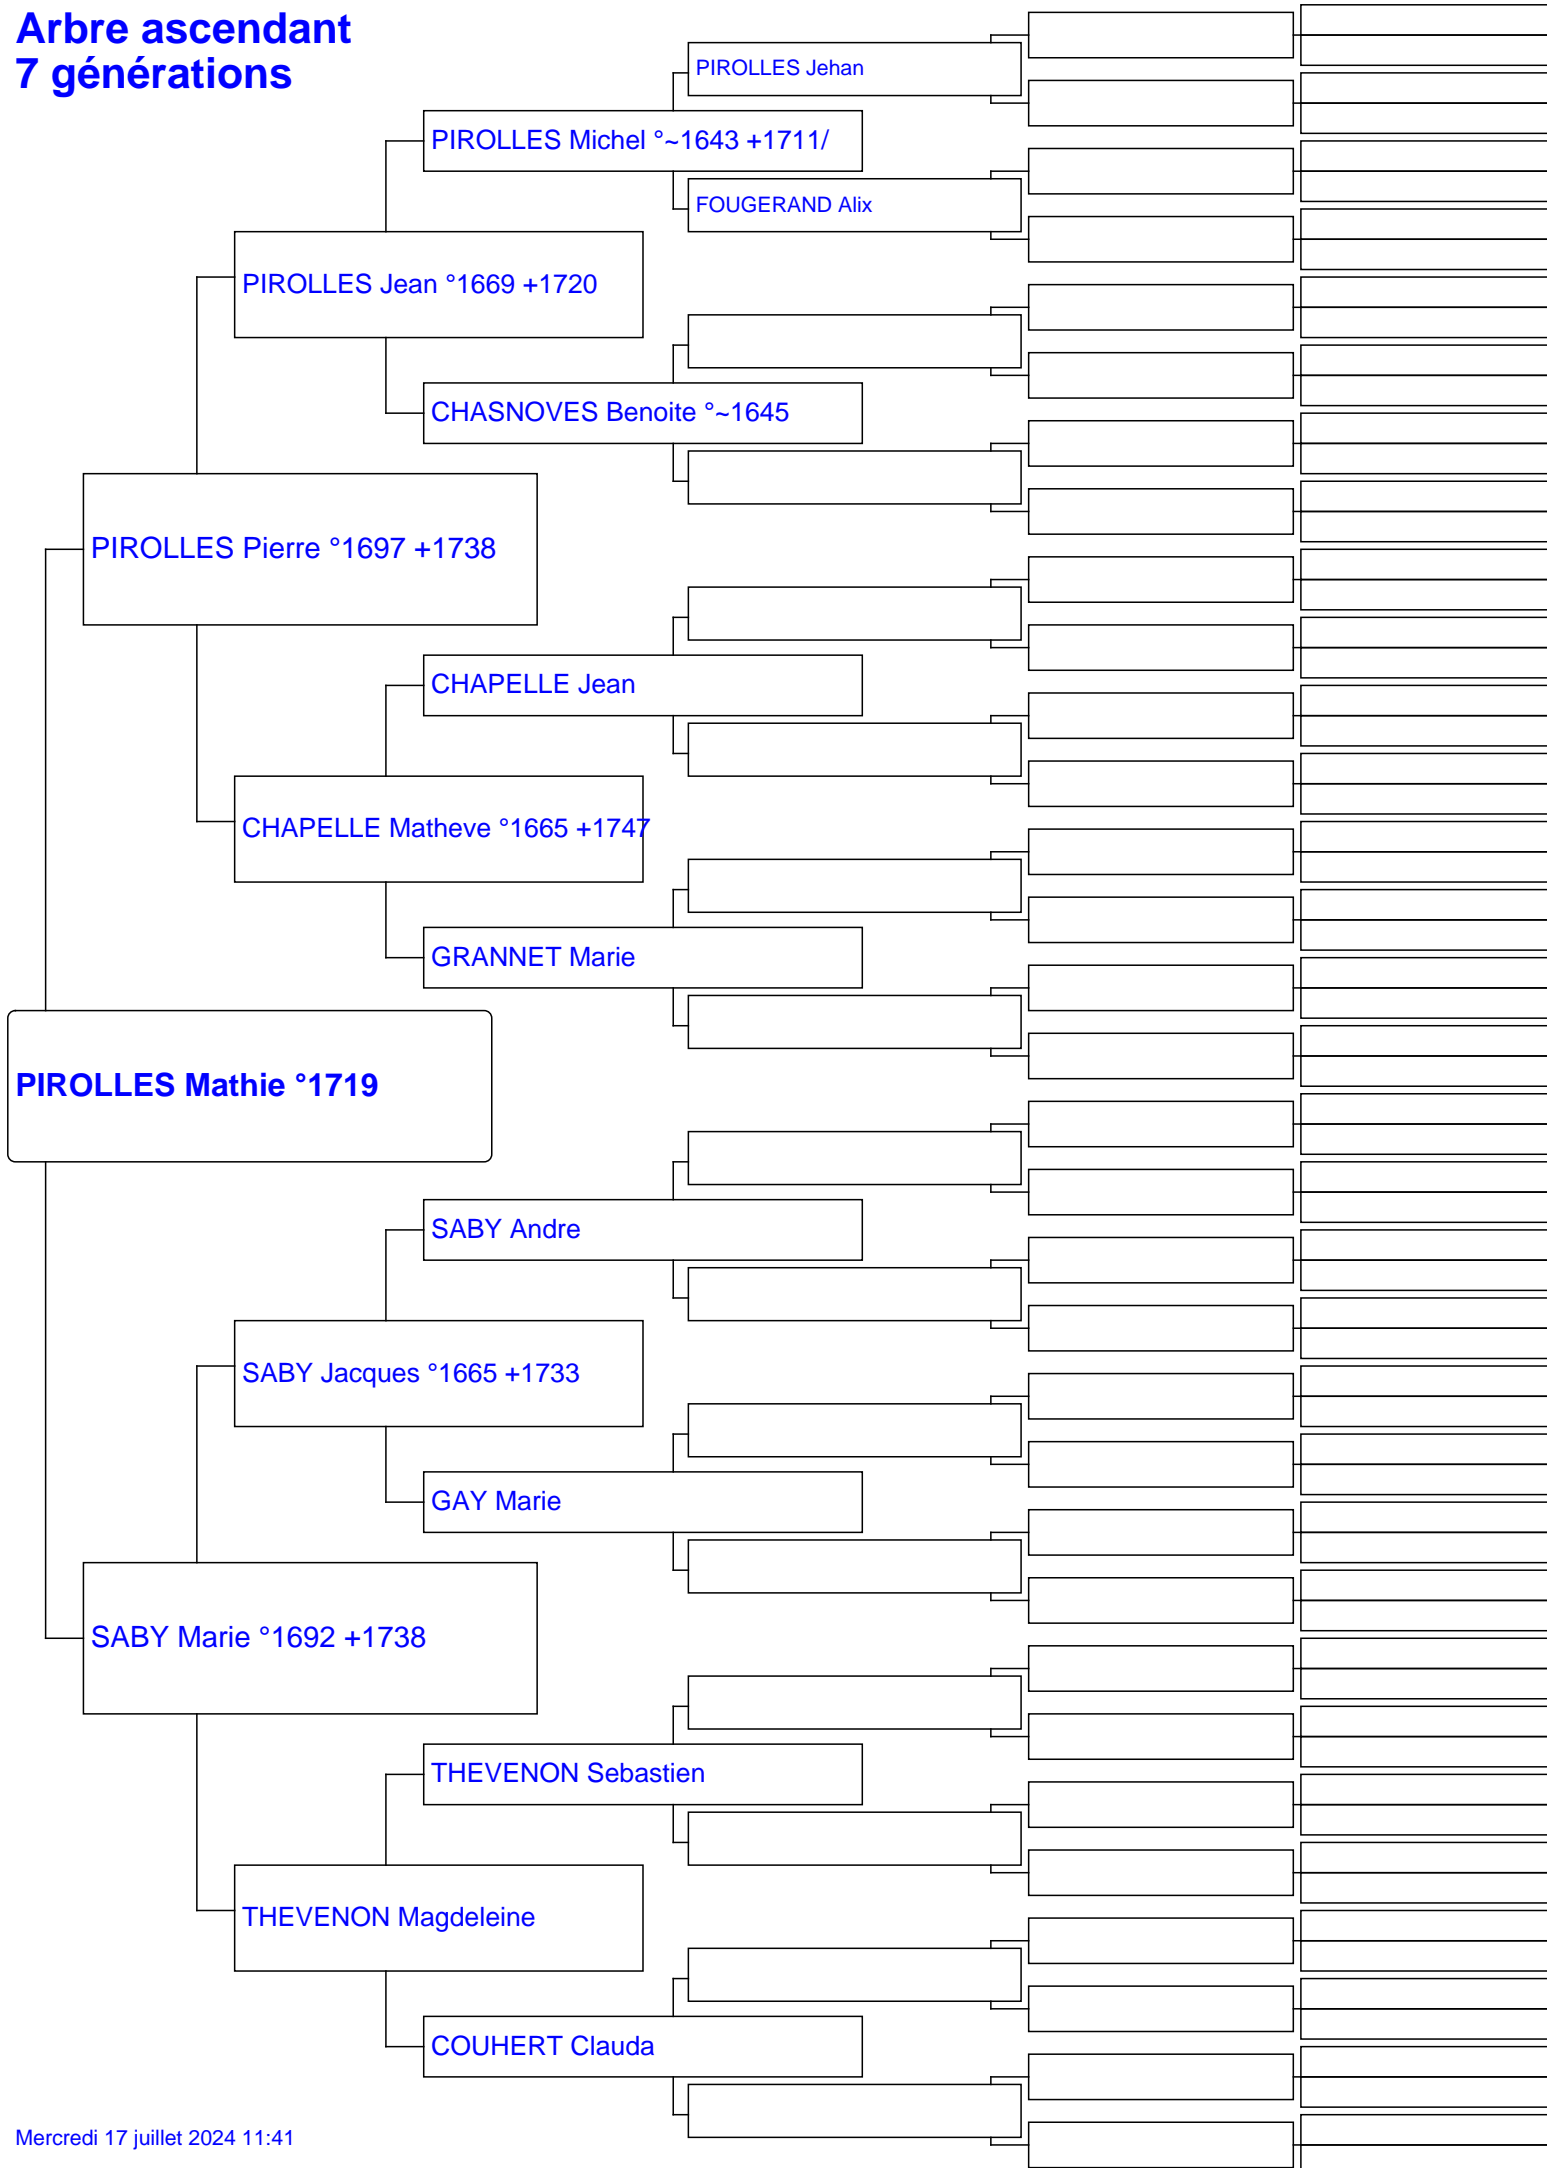 Arbre ascendant
7 générations
PIROLLES Jehan
PIROLLES Michel °~1643 +1711/
FOUGERAND Alix
PIROLLES Jean °1669 +1720
CHASNOVES Benoite °~1645
PIROLLES Pierre °1697 +1738
CHAPELLE Jean
CHAPELLE Matheve °1665 +1747
GRANNET Marie
PIROLLES Mathie °1719
SABY Andre
SABY Jacques °1665 +1733
GAY Marie
SABY Marie °1692 +1738
THEVENON Sebastien
THEVENON Magdeleine
COUHERT Clauda
Mercredi 17 juillet 2024 11:41